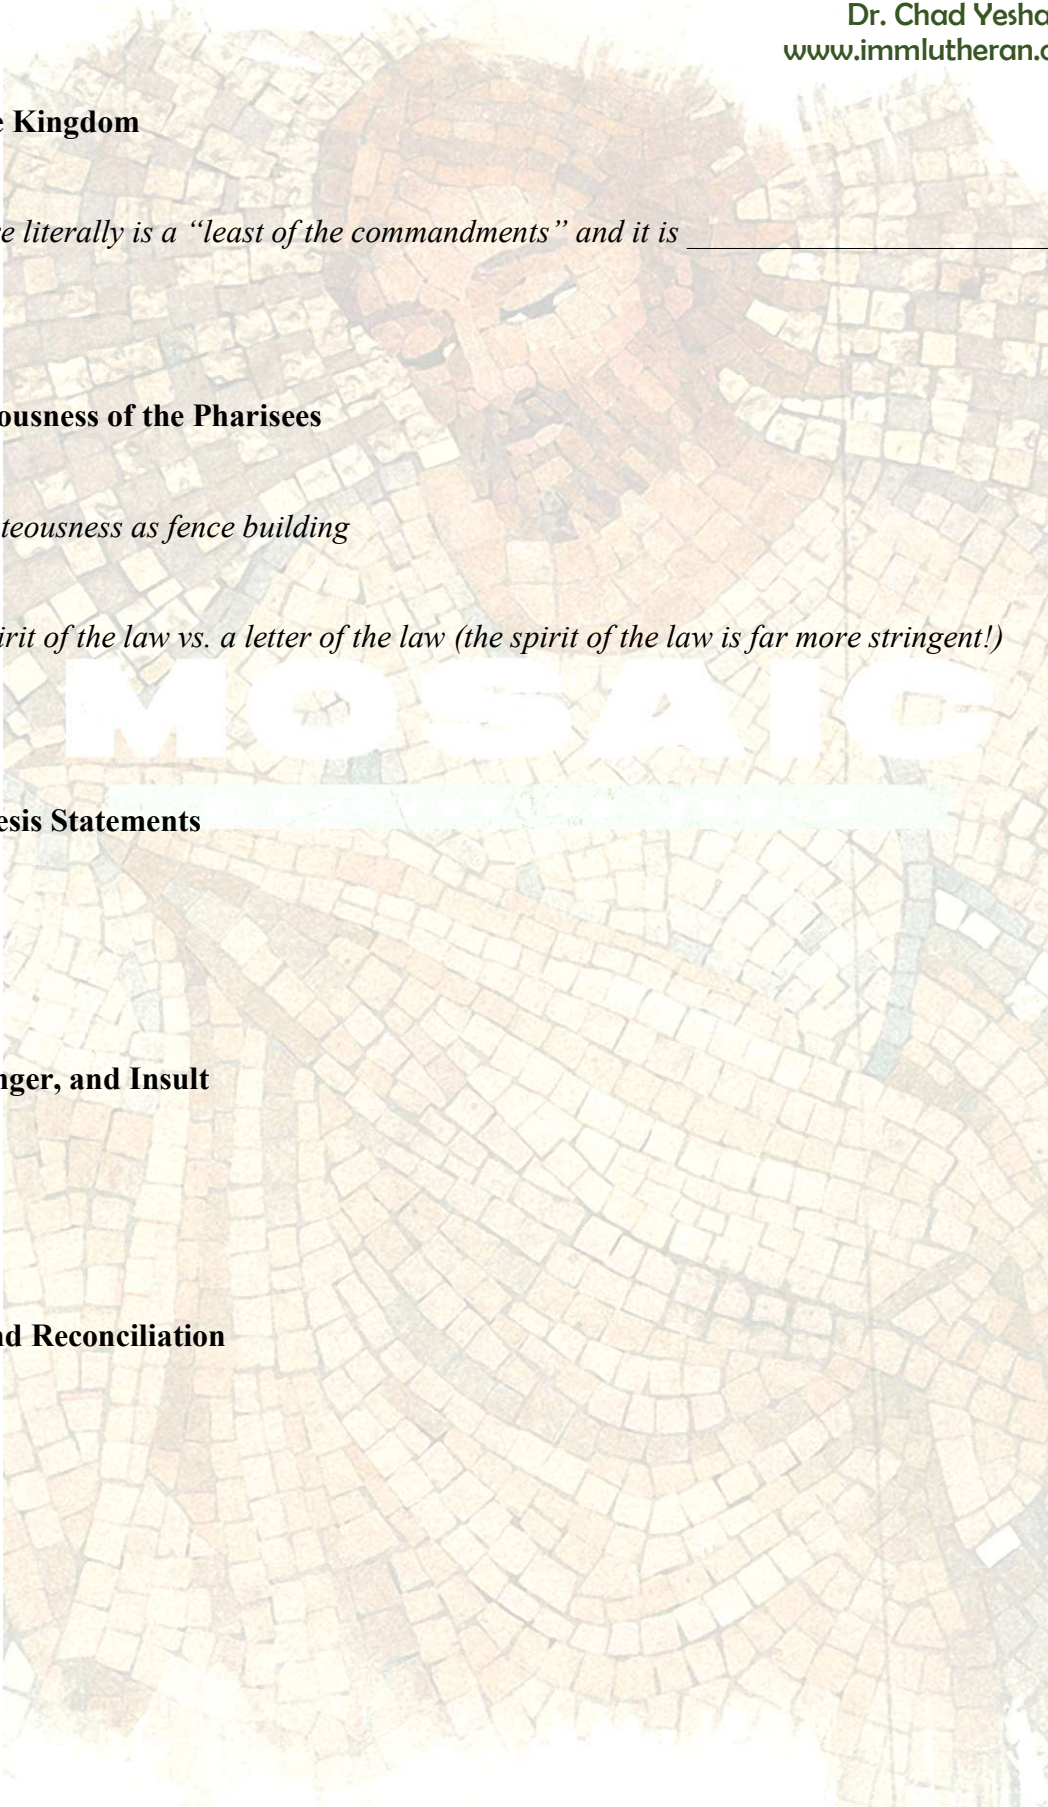 Dr. Chad Yesha
www.immlutheran.o
e Kingdom
e literally is a “least of the commandments” and it is ______________________
ousness of the Pharisees
teousness as fence building
irit of the law vs. a letter of the law (the spirit of the law is far more stringent!)
MOSAIC
esis Statements
nger, and Insult
nd Reconciliation